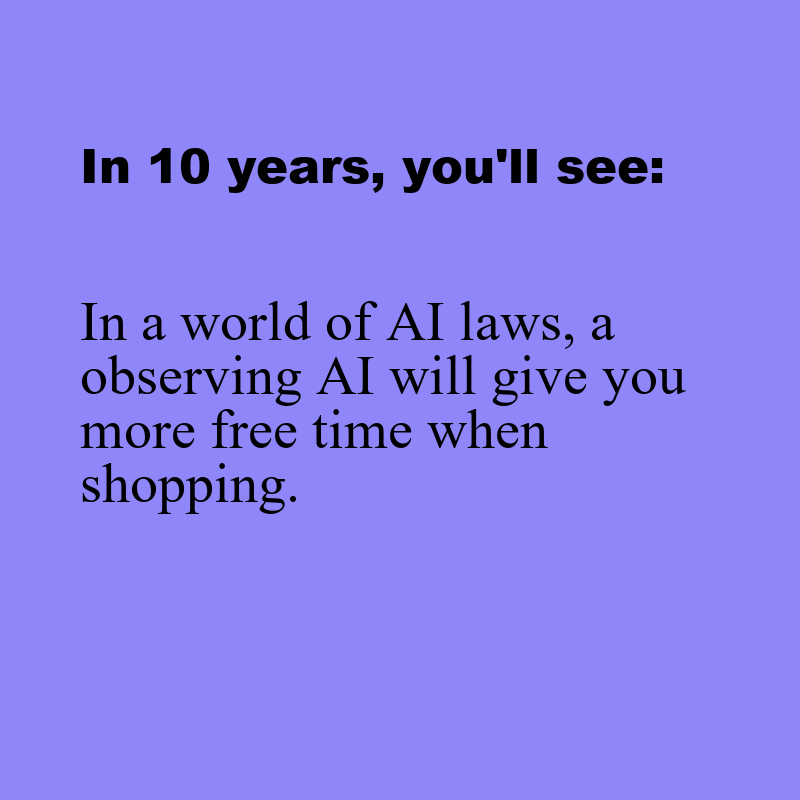 In 10 years, you'll see:
In a world of AI laws, a
observing AI will give you
more free time when
shopping.